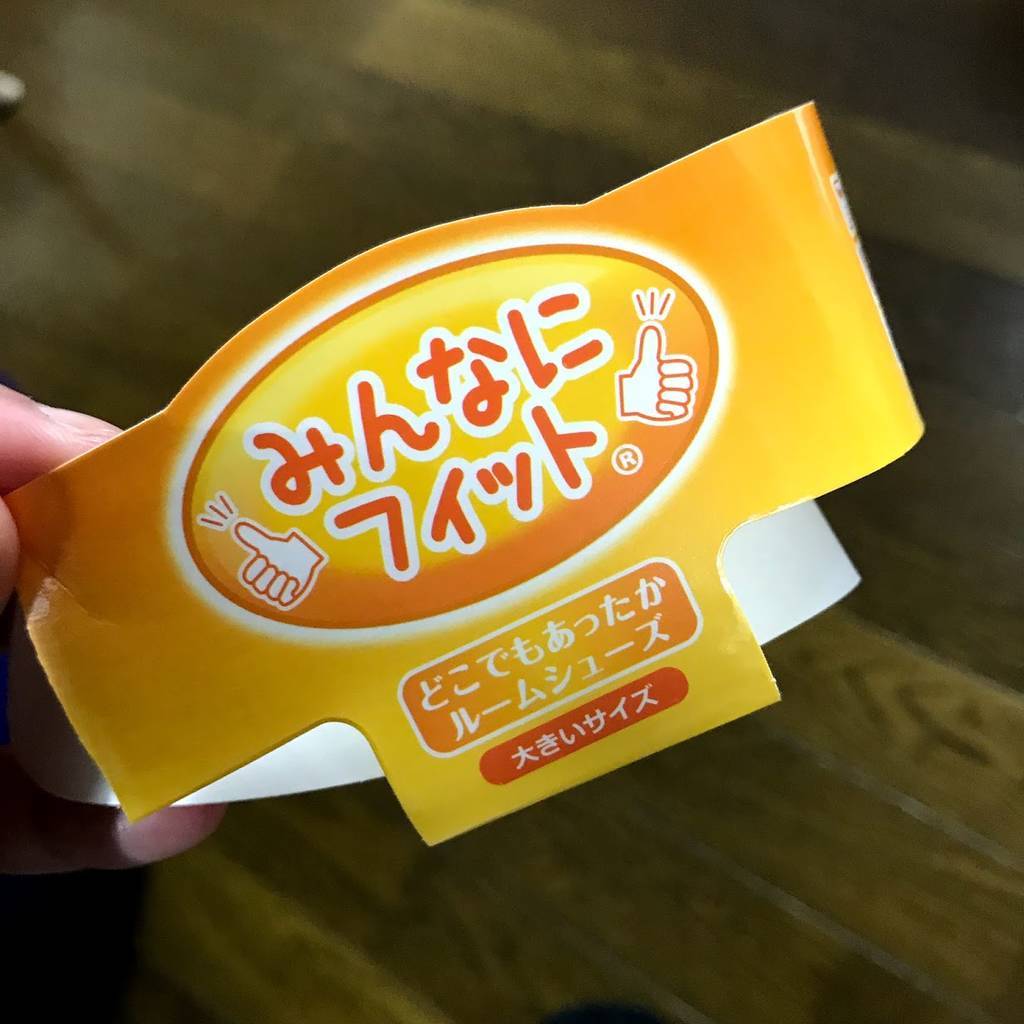 みんなに
フィット®
どこでもあったか
ルームシューズ
大きいサイズ